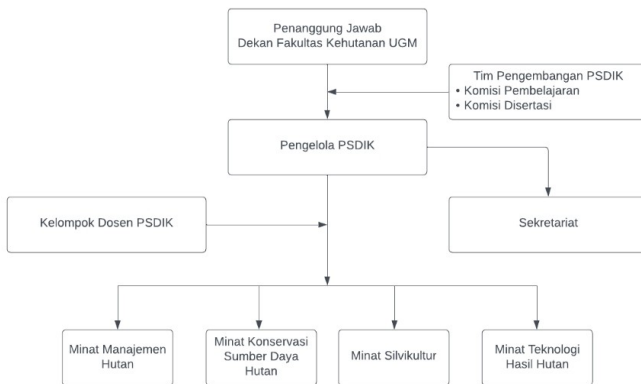 Penanggung Jawab
Dekan Fakultas Kehutanan UGM
Tim Pengembangan PSDIK
• Komisi Pembelajaran
• Komisi Disertasi
Pengelola PSDIK
Kelompok Dosen PSDIK
Sekretariat
Minat Manajemen
Hutan
Minat Konservasi
Sumber Daya
Hutan
Minat Silvikultur
Minat Teknologi
Hasil Hutan